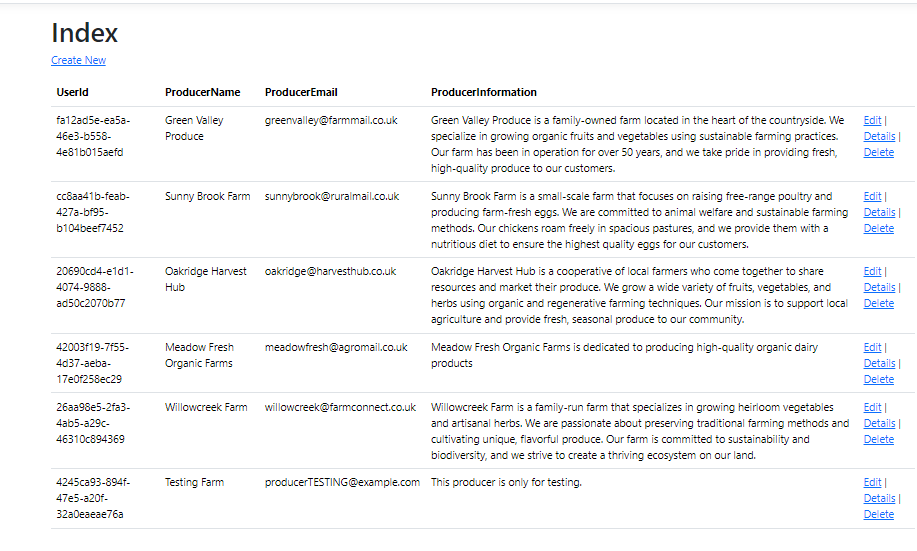 Index
Create New
UserId ProducerName ProducerEmail ProducerInformation
fa12ad5e-ea5a- Green Valley greenvalley@farmmail.co.uk Green Valley Produce is a family-owned farm located in the heart of the countryside. We Edit |
46e3-b558- Produce specialize in growing organic fruits and vegetables using sustainable farming practices. Details |
4e81b015aefd Our farm has been in operation for over 50 years, and we take pride in providing fresh, Delete
high-quality produce to our customers.
cc8aa41b-feab- Sunny Brook Farm sunnybrook@ruralmail.co.uk Sunny Brook Farm is a small-scale farm that focuses on raising free-range poultry and Edit |
427a-bf95- producing farm-fresh eggs. We are committed to animal welfare and sustainable farming Details |
b104beef7452 methods. Our chickens roam freely in spacious pastures, and we provide them with a Delete
nutritious diet to ensure the highest quality eggs for our customers.
20690cd4-e1d1- Oakridge Harvest oakridge@harvesthub.co.uk Oakridge Harvest Hub is a cooperative of local farmers who come together to share Edit |
4074-9888- Hub resources and market their produce. We grow a wide variety of fruits, vegetables, and Details |
ad50c2070b77 herbs using organic and regenerative farming techniques. Our mission is to support local Delete
agriculture and provide fresh, seasonal produce to our community.
42003f19-7f55- Meadow Fresh meadowfresh@agromail.co.uk Meadow Fresh Organic Farms is dedicated to producing high-quality organic dairy Edit |
4d37-aeba- Organic Farms products Details |
17e0f258ec29 Delete
26aa98e5-2fa3- Willowcreek Farm willowcreek@farmconnect.co.uk Willowcreek Farm is a family-run farm that specializes in growing heirloom vegetables Edit |
4ab5-a29c- and artisanal herbs. We are passionate about preserving traditional farming methods and Details |
46310c894369 cultivating unique, flavorful produce. Our farm is committed to sustainability and Delete
biodiversity, and we strive to create a thriving ecosystem on our land.
4245ca93-894f- Testing Farm producerTESTING@example.com This producer is only for testing. Edit |
47e5-a20f- Details |
32a0eaeae76a Delete